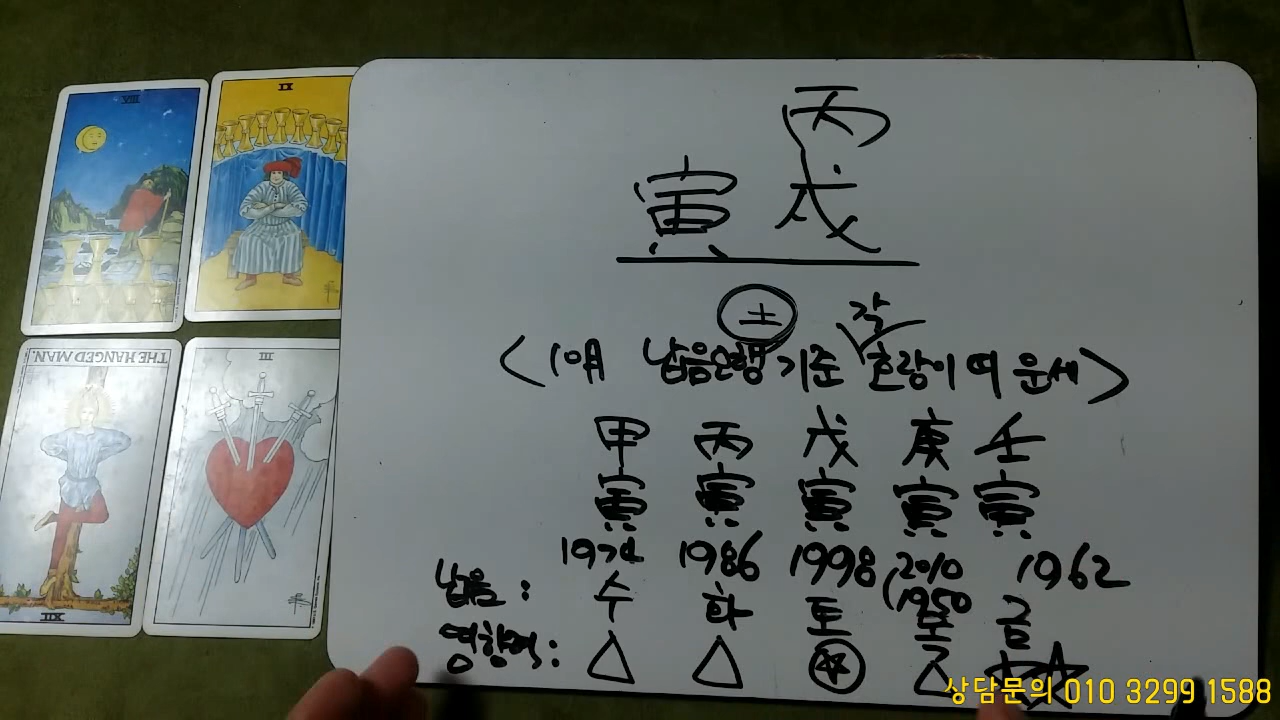 VIII
IX
THE HANGED MAN.
XII
III
丙
寅 戌
土
각
<10月 납음오행 기준 호랑이 띠 운세>
甲 丙 戊 庚 壬
寅 寅 寅 寅 寅
1974 1986 1998 2010 1962
(1950
납음: 수 화 토 목 금
영향력: △ △ ☆ △ ☆☆
상담문의 010 3299 1588